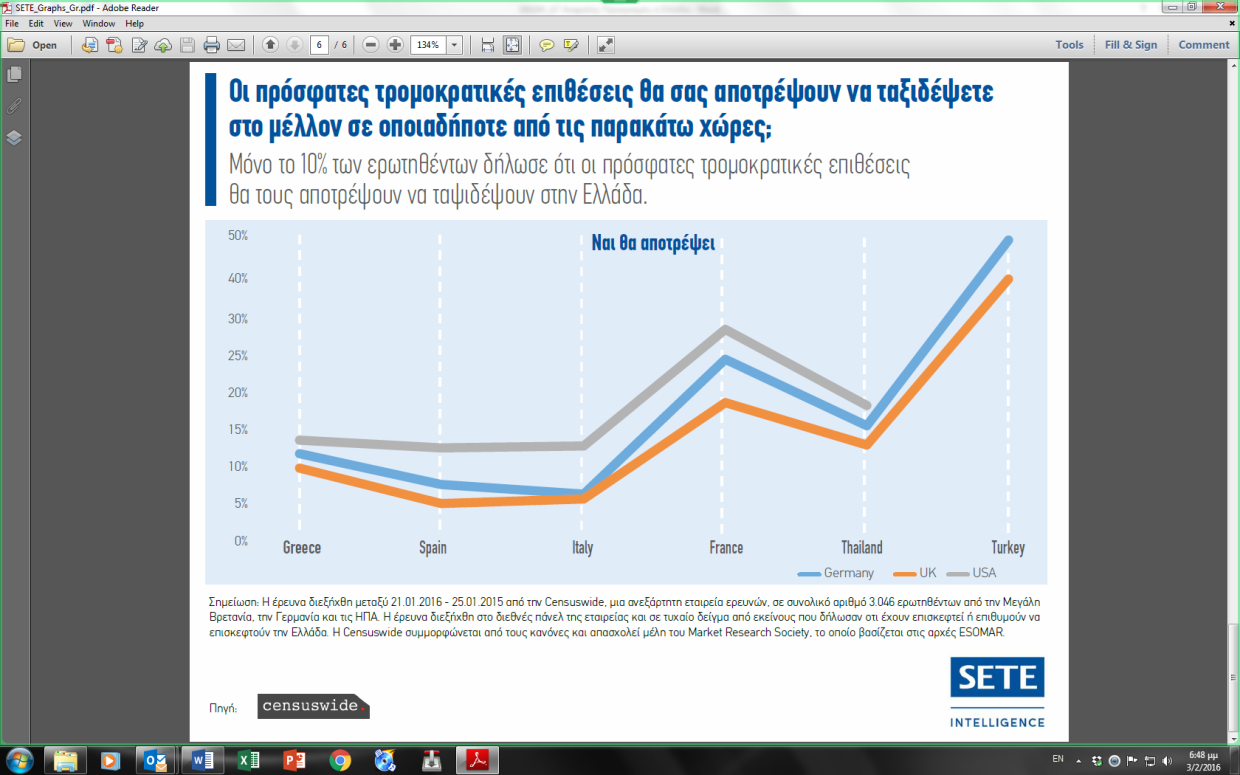 SETE_Graphs_Gr.pdf - Adobe Reader
File Edit View Window Help
Open 6 / 6 134% Tools Fill & Sign Comment
Οι πρόσφατες τρομοκρατικές επιθέσεις θα σας αποτρέψουν να ταξιδέψετε
στο μέλλον σε οποιαδήποτε από τις παρακάτω χώρες;
Μόνο το 10% των ερωτηθέντων δήλωσε ότι οι πρόσφατες τρομοκρατικές επιθέσεις
θα τους αποτρέψουν να ταψιδέψουν στην Ελλάδα.
Ναι θα αποτρέψει
50%
40%
30%
25%
20%
15%
10%
5%
0%
Greece Spain Italy France Thailand Turkey
Germany UK USA
Σημείωση: Η έρευνα διεξήχθη μεταξύ 21.01.2016 - 25.01.2015 από την Censuswide, μια ανεξάρτητη εταιρεία ερευνών, σε συνολικό αριθμό 3.046 ερωτηθέντων από την Μεγάλη
Βρετανία, την Γερμανία και τις ΗΠΑ. Η έρευνα διεξήχθη στο διεθνές πάνελ της εταιρείας και σε τυχαίο δείγμα από εκείνους που δήλωσαν οτι έχουν επισκεφτεί ή επιθυμούν να
επισκεφτούν την Ελλάδα. Η Censuswide συμμορφώνεται από τους κανόνες και απασχολεί μέλη του Market Research Society, το οποίο βασίζεται στις αρχές ESOMAR.
Πηγή: censuswide.
SETE
INTELLIGENCE
EN 6:48 μμ
3/2/2016